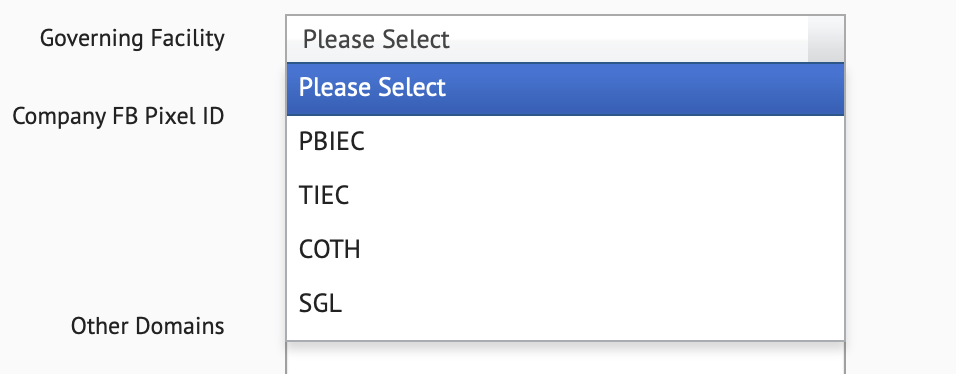 Governing Facility
Please Select
Please Select
Company FB Pixel ID
PBIEC
TIEC
COTH
SGL
Other Domains